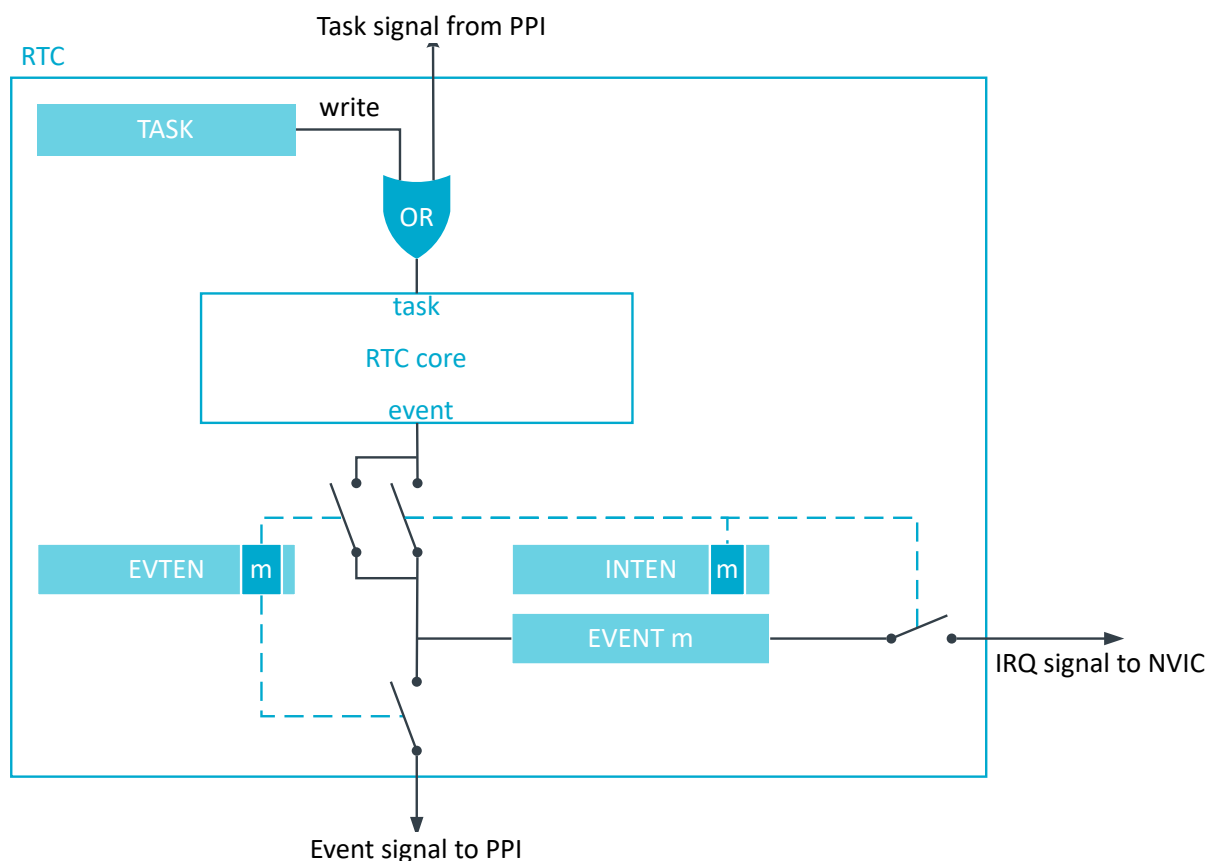 Task signal from PPI
RTC
write
TASK
OR
task
RTC core
event
EVTEN m
INTEN m
EVENT m
IRQ signal to NVIC
Event signal to PPI